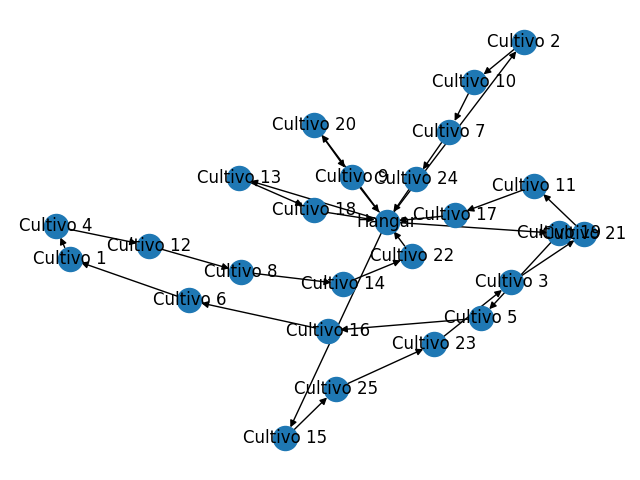 Cultivo 2
Cultivo 10
Cultivo 20
Cultivo 7
Cultivo 13
Cultivo 9
Cultivo 24
Cultivo 11
Cultivo 18
Cultivo 17
Hangar
Cultivo 4
Cultivo 19
Cultivo 21
Cultivo 12
Cultivo 1
Cultivo 22
Cultivo 8
Cultivo 14
Cultivo 3
Cultivo 6
Cultivo 5
Cultivo 16
Cultivo 23
Cultivo 25
Cultivo 15